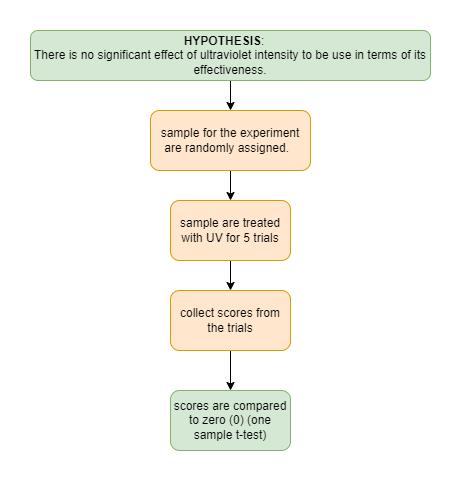 HYPOTHESIS:
There is no significant effect of ultraviolet intensity to be use in terms of its
effectiveness.
sample for the experiment
are randomly assigned.
sample are treated
with UV for 5 trials
collect scores from
the trials
scores are compared
to zero (0) (one
sample t-test)